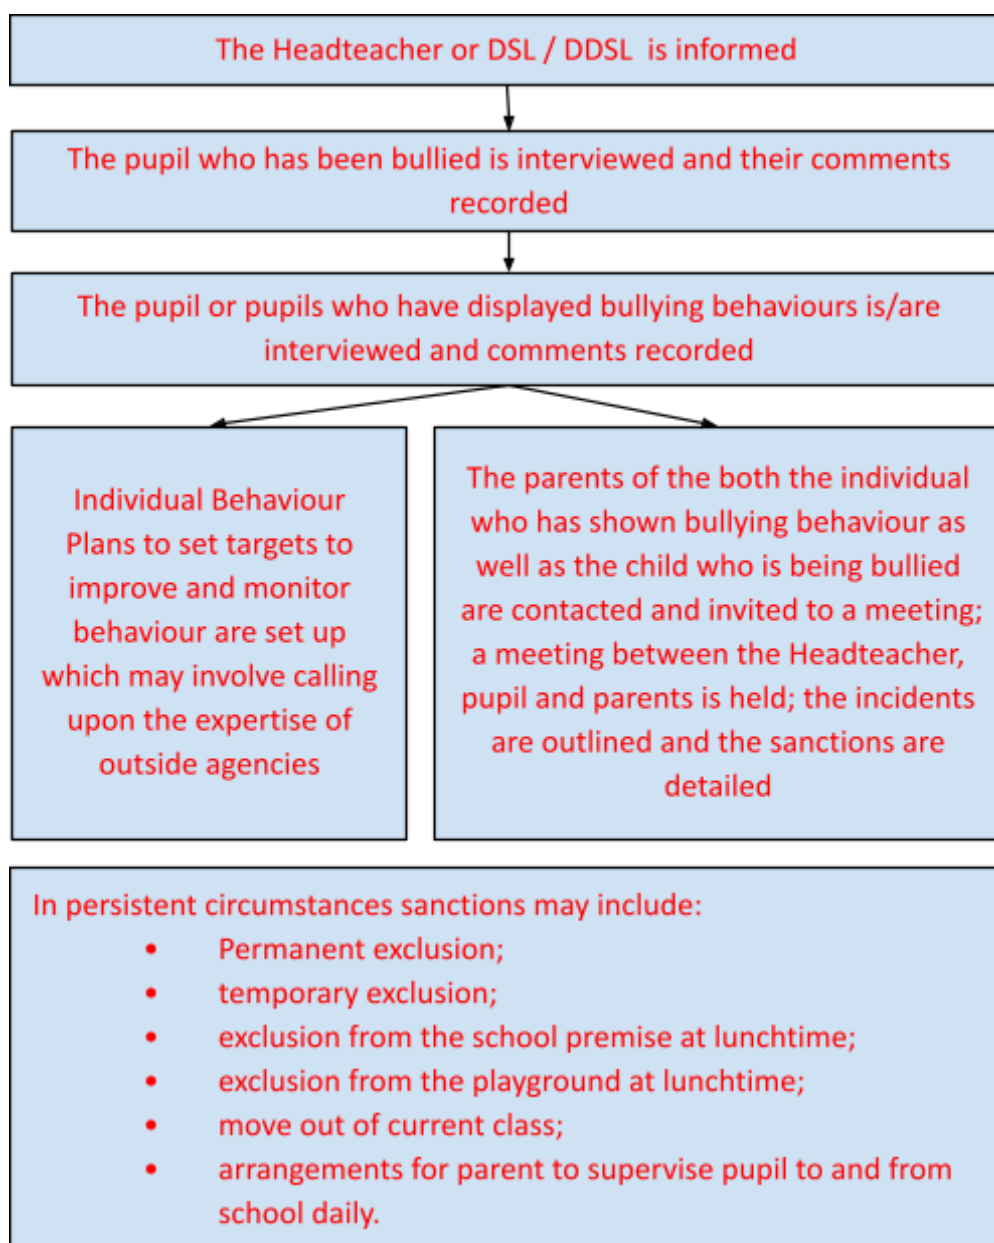 The Headteacher or DSL / DDSL is informed
The pupil who has been bullied is interviewed and their comments
recorded
The pupil or pupils who have displayed bullying behaviours is/are
interviewed and comments recorded
Individual Behaviour
Plans to set targets to
improve and monitor
behaviour are set up
which may involve calling
upon the expertise of
outside agencies
The parents of the both the individual
who has shown bullying behaviour as
well as the child who is being bullied
are contacted and invited to a meeting;
a meeting between the Headteacher,
pupil and parents is held; the incidents
are outlined and the sanctions are
detailed
In persistent circumstances sanctions may include:
• Permanent exclusion;
• temporary exclusion;
• exclusion from the school premise at lunchtime;
• exclusion from the playground at lunchtime;
• move out of current class;
• arrangements for parent to supervise pupil to and from
school daily.